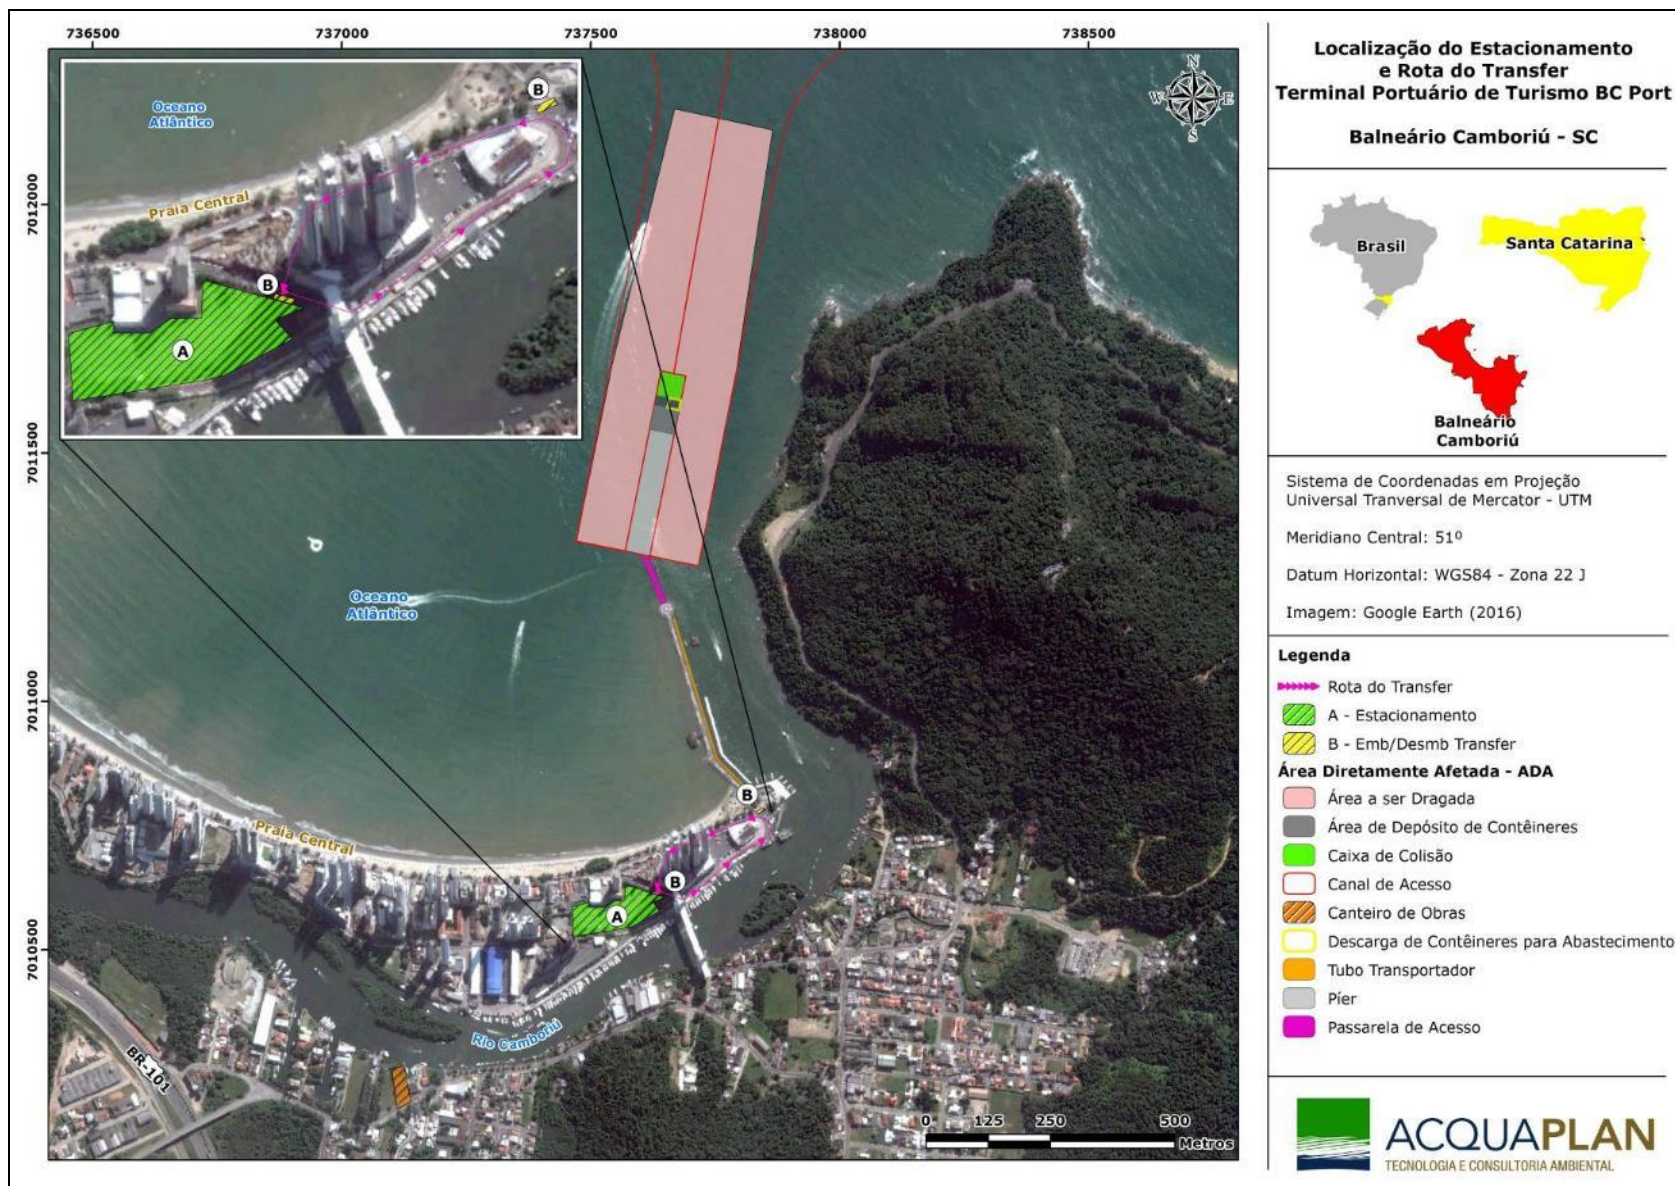 736500
737000
737500
738000
738500
7012000
7011500
7011000
7010500
Oceano
Atlântico
B
Praia Central
B
A
N
W
E
S
Oceano
Atlântico
B
Praia Central
B
A
Rio Camboriú
BR-101
0
125
250
500
Metros
Localização do Estacionamento
e Rota do Transfer
Terminal Portuário de Turismo BC Port
Balneário Camboriú - SC
Brasil
Santa Catarina
Balneário
Camboriú
Sistema de Coordenadas em Projeção
Universal Tranversal de Mercator - UTM
Meridiano Central: 51º
Datum Horizontal: WGS84 - Zona 22 J
Imagem: Google Earth (2016)
Legenda
Rota do Transfer
A - Estacionamento
B - Emb/Desmb Transfer
Área Diretamente Afetada - ADA
Área a ser Dragada
Área de Depósito de Contêineres
Caixa de Colisão
Canal de Acesso
Canteiro de Obras
Descarga de Contêineres para Abastecimento
Tubo Transportador
Píer
Passarela de Acesso
ACQUAPLAN
TECNOLOGIA E CONSULTORIA AMBIENTAL